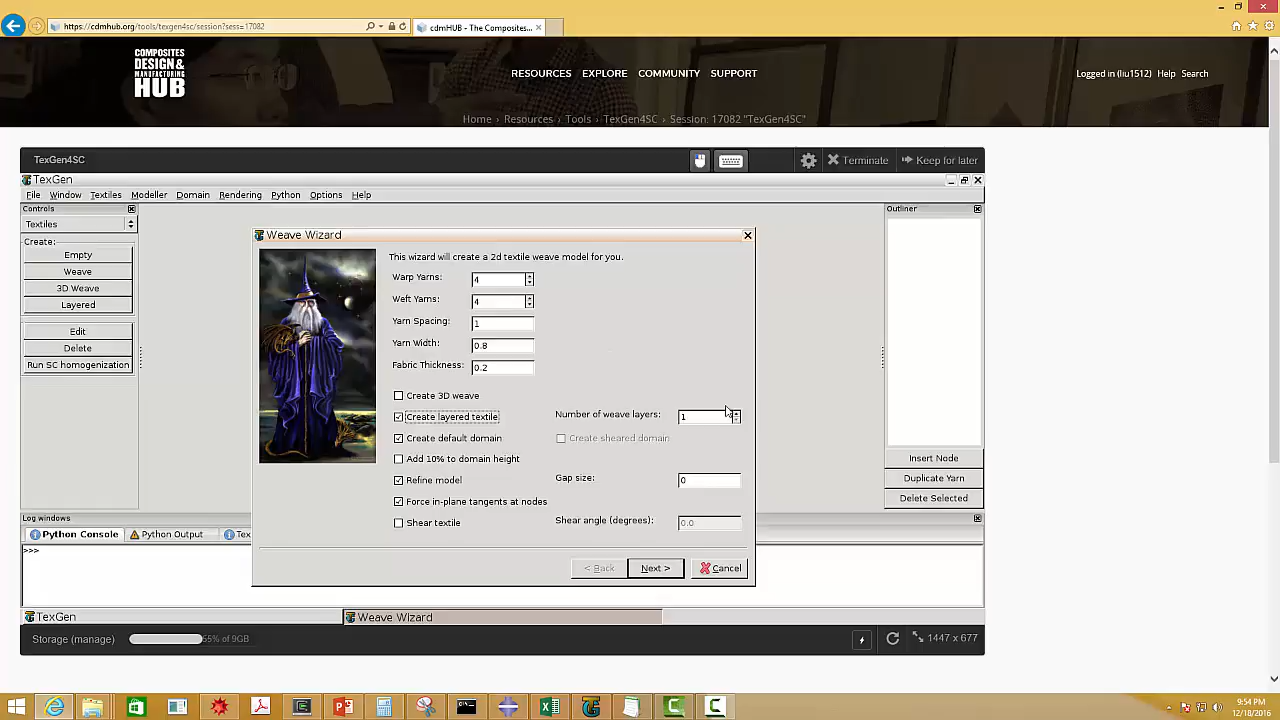 https://cdmhub.org/tools/texgen4sc/session?sess=17082
cdmHUB - The Composites...
COMPOSITES
DESIGN &
MANUFACTURING
HUB
RESOURCES EXPLORE COMMUNITY SUPPORT
Logged in (liu1512) Help Search
Home › Resources › Tools › TexGen4SC › Session: 17082 "TexGen4SC"
TexGen4SC
Terminate
Keep for later
TexGen
File Window Textiles Modeller Domain Rendering Python Options Help
Controls
Outliner
Textiles
Create:
Empty
Weave
3D Weave
Layered
Edit
Delete
Run SC homogenization
Weave Wizard
This wizard will create a 2d textile weave model for you.
Warp Yarns: 4
Weft Yarns: 4
Yarn Spacing: 1
Yarn Width: 0.8
Fabric Thickness: 0.2
Create 3D weave
Create layered textile
Number of weave layers: 1
Create default domain
Create sheared domain
Add 10% to domain height
Refine model
Gap size: 0
Force in-plane tangents at nodes
Shear textile
Shear angle (degrees): 0.0
< Back
Next >
Cancel
Insert Node
Duplicate Yarn
Delete Selected
Log windows
Python Console
Python Output
Tex
>>>
TexGen
Weave Wizard
Storage (manage)
55% of 9GB
1447 x 677
9:54 PM
12/18/2016